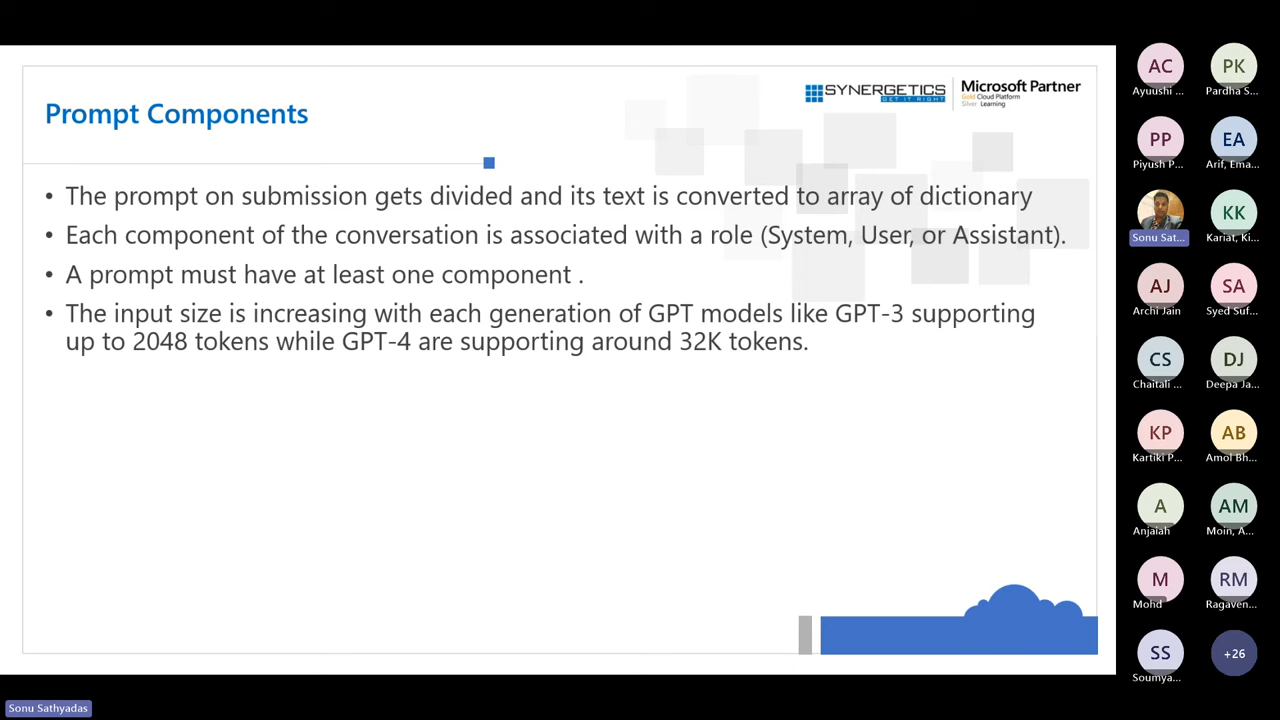 Prompt Components
SYNERGETICS
GET IT RIGHT
Microsoft Partner
Gold Cloud Platform
Silver Learning
• The prompt on submission gets divided and its text is converted to array of dictionary
• Each component of the conversation is associated with a role (System, User, or Assistant).
• A prompt must have at least one component .
• The input size is increasing with each generation of GPT models like GPT-3 supporting
up to 2048 tokens while GPT-4 are supporting around 32K tokens.
AC PK
Ayuushi ... Pardha S...
PP EA
Piyush P... Arif, Ema...
KK
Sonu Sat... Kariat, Ki...
AJ SA
Archi Jain Syed Suf...
CS DJ
Chaitali ... Deepa Ja...
KP AB
Kartiki P... Amol Bh...
A AM
Anjaiah Moin, A...
M RM
Mohd Ragaven...
SS +26
Soumya...
Sonu Sathyadas